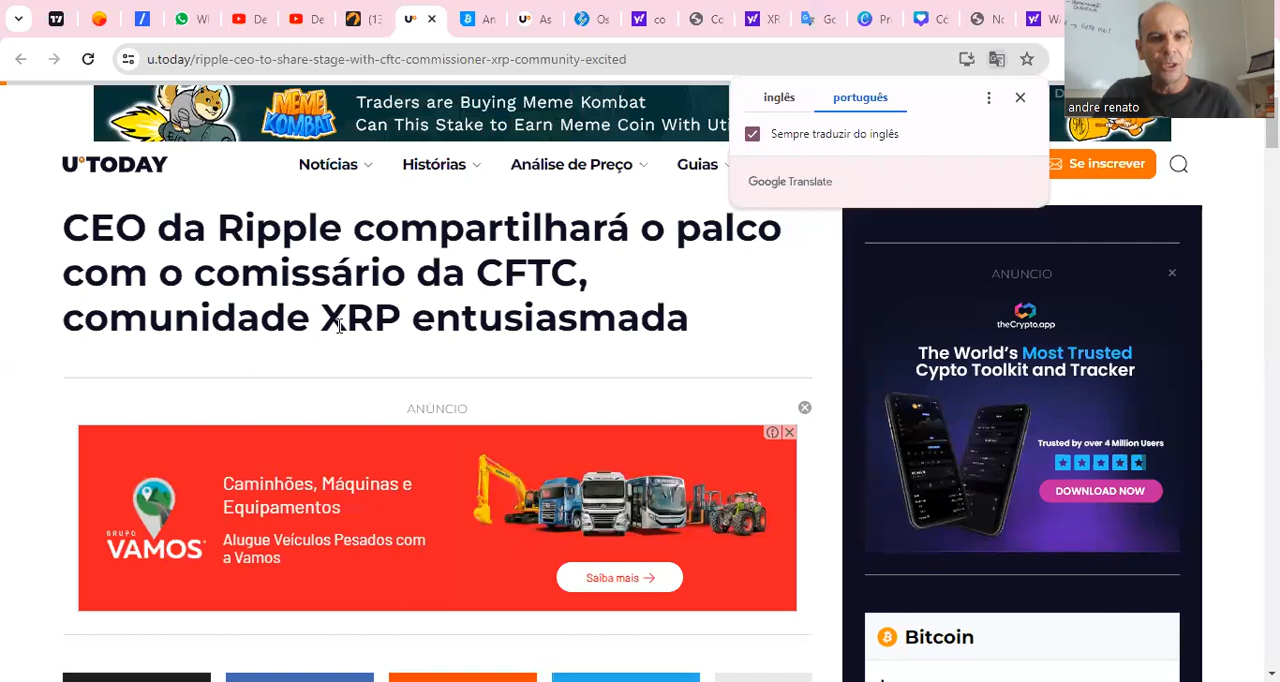 (13
u.today/ripple-ceo-to-share-stage-with-cftc-commissioner-xrp-community-excited
andre renato
Traders are Buying Meme Kombat
Can This Stake to Earn Meme Coin With
MEME
KOMBAT
inglês
português
Sempre traduzir do inglês
Google Translate
U TODAY
Notícias
Histórias
Análise de Preço
Guias
Se inscrever
CEO da Ripple compartilhará o palco
com o comissário da CFTC,
comunidade XRP entusiasmada
ANÚNCIO
GRUPO
VAMOS
Caminhões, Máquinas e
Equipamentos
Alugue Veículos Pesados com
a Vamos
Saiba mais →
ANÚNCIO
theCrypto.app
The World's Most Trusted
Cypto Toolkit and Tracker
Trusted by over 4 Million Users
DOWNLOAD NOW
Bitcoin